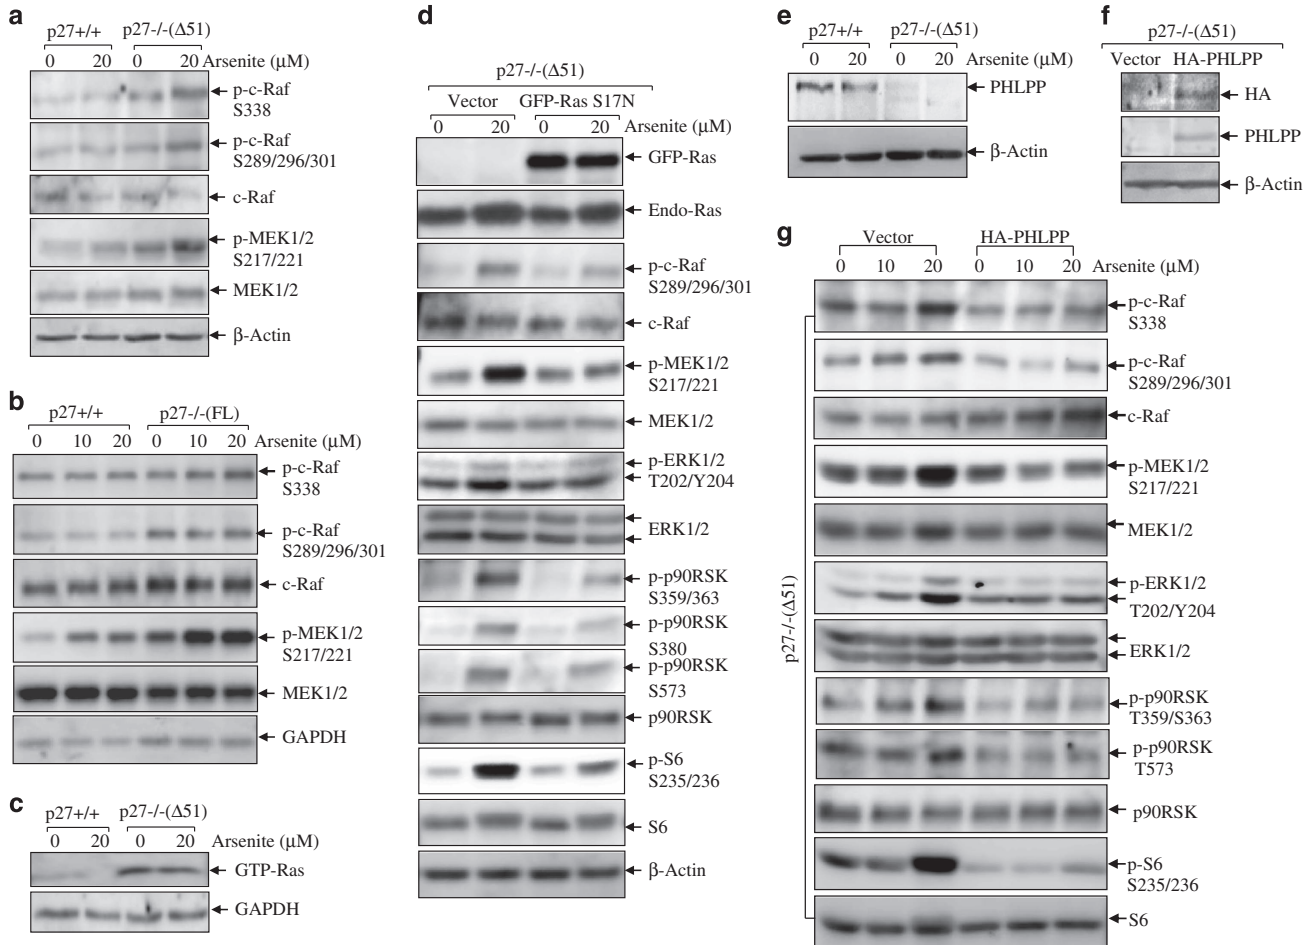 a
p27+/+ p27-/-(Δ51)
0 20 0 20 Arsenite (μM)
p-c-Raf
S338
p-c-Raf
S289/296/301
c-Raf
p-MEK1/2
S217/221
MEK1/2
β-Actin
b
p27+/+ p27-/-(FL)
0 10 20 0 10 20 Arsenite (μM)
p-c-Raf
S338
p-c-Raf
S289/296/301
c-Raf
p-MEK1/2
S217/221
MEK1/2
GAPDH
c
p27+/+ p27-/-(Δ51)
0 20 0 20 Arsenite (μM)
GTP-Ras
GAPDH
d
p27-/-(Δ51)
Vector GFP-Ras S17N
0 20 0 20 Arsenite (μM)
GFP-Ras
Endo-Ras
p-c-Raf
S289/296/301
c-Raf
p-MEK1/2
S217/221
MEK1/2
p-ERK1/2
T202/Y204
ERK1/2
p-p90RSK
S359/363
p-p90RSK
S380
p-p90RSK
S573
p90RSK
p-S6
S235/236
S6
β-Actin
e
p27+/+ p27-/-(Δ51)
0 20 0 20 Arsenite (μM)
PHLPP
β-Actin
f
p27-/-(Δ51)
Vector HA-PHLPP
HA
PHLPP
β-Actin
g
Vector HA-PHLPP
0 10 20 0 10 20 Arsenite (μM)
p27-/-(Δ51)
p-c-Raf
S338
p-c-Raf
S289/296/301
c-Raf
p-MEK1/2
S217/221
MEK1/2
p-ERK1/2
T202/Y204
ERK1/2
p-p90RSK
T359/S363
p-p90RSK
T573
p90RSK
p-S6
S235/236
S6